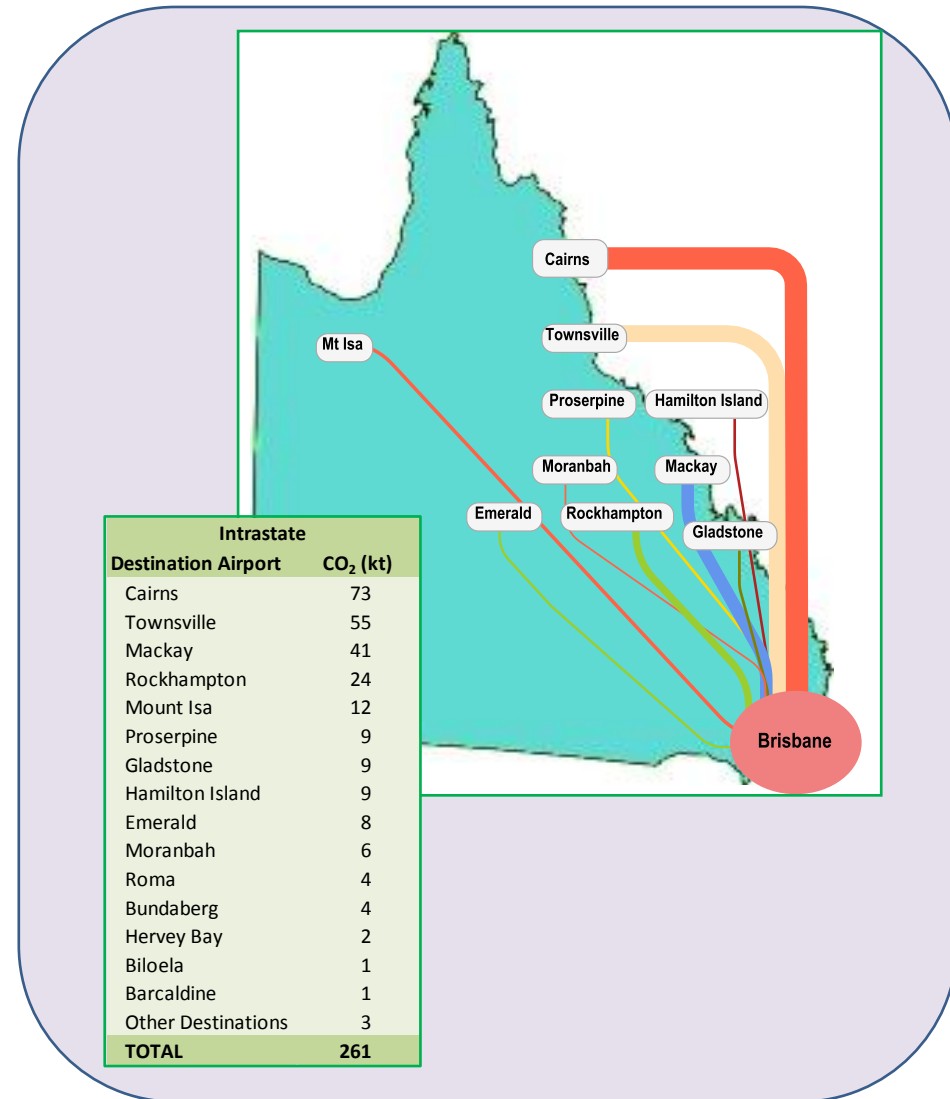 Cairns
Townsville
Mt Isa
Proserpine Hamilton Island
Moranbah Mackay
Emerald Rockhampton
Gladstone
Brisbane
Intrastate
Destination Airport CO₂ (kt)
Cairns 73
Townsville 55
Mackay 41
Rockhampton 24
Mount Isa 12
Proserpine 9
Gladstone 9
Hamilton Island 9
Emerald 8
Moranbah 6
Roma 4
Bundaberg 4
Hervey Bay 2
Biloela 1
Barcaldine 1
Other Destinations 3
TOTAL 261